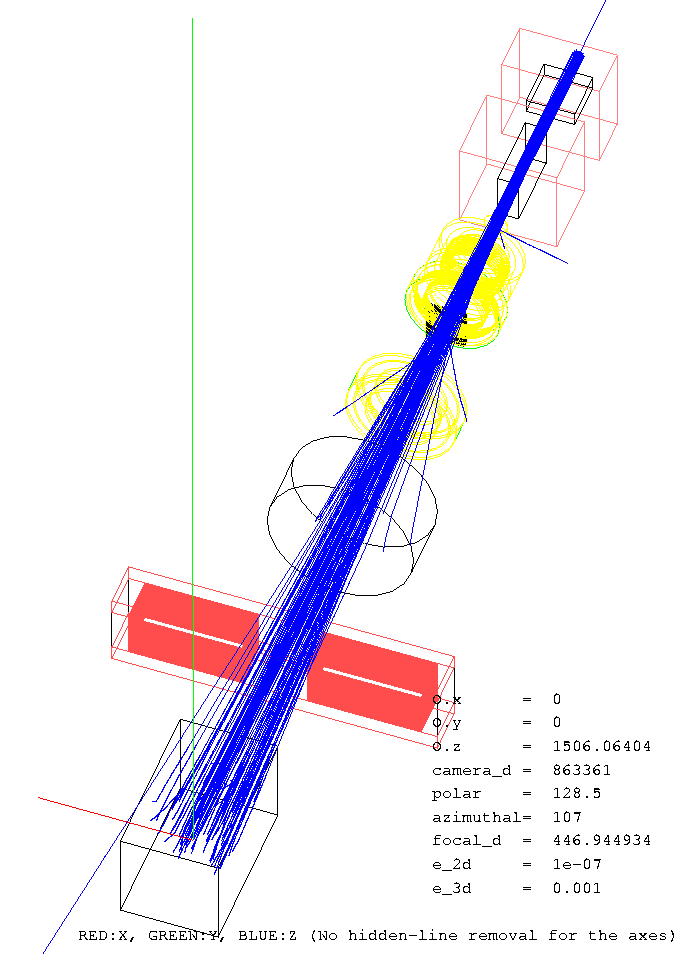 o.x = 0
o.y = 0
o.z = 1506.06404
camera_d = 863361
polar = 128.5
azimuthal= 107
focal_d = 446.944934
e_2d = 1e-07
e_3d = 0.001
RED:X, GREEN:Y, BLUE:Z (No hidden-line removal for the axes)